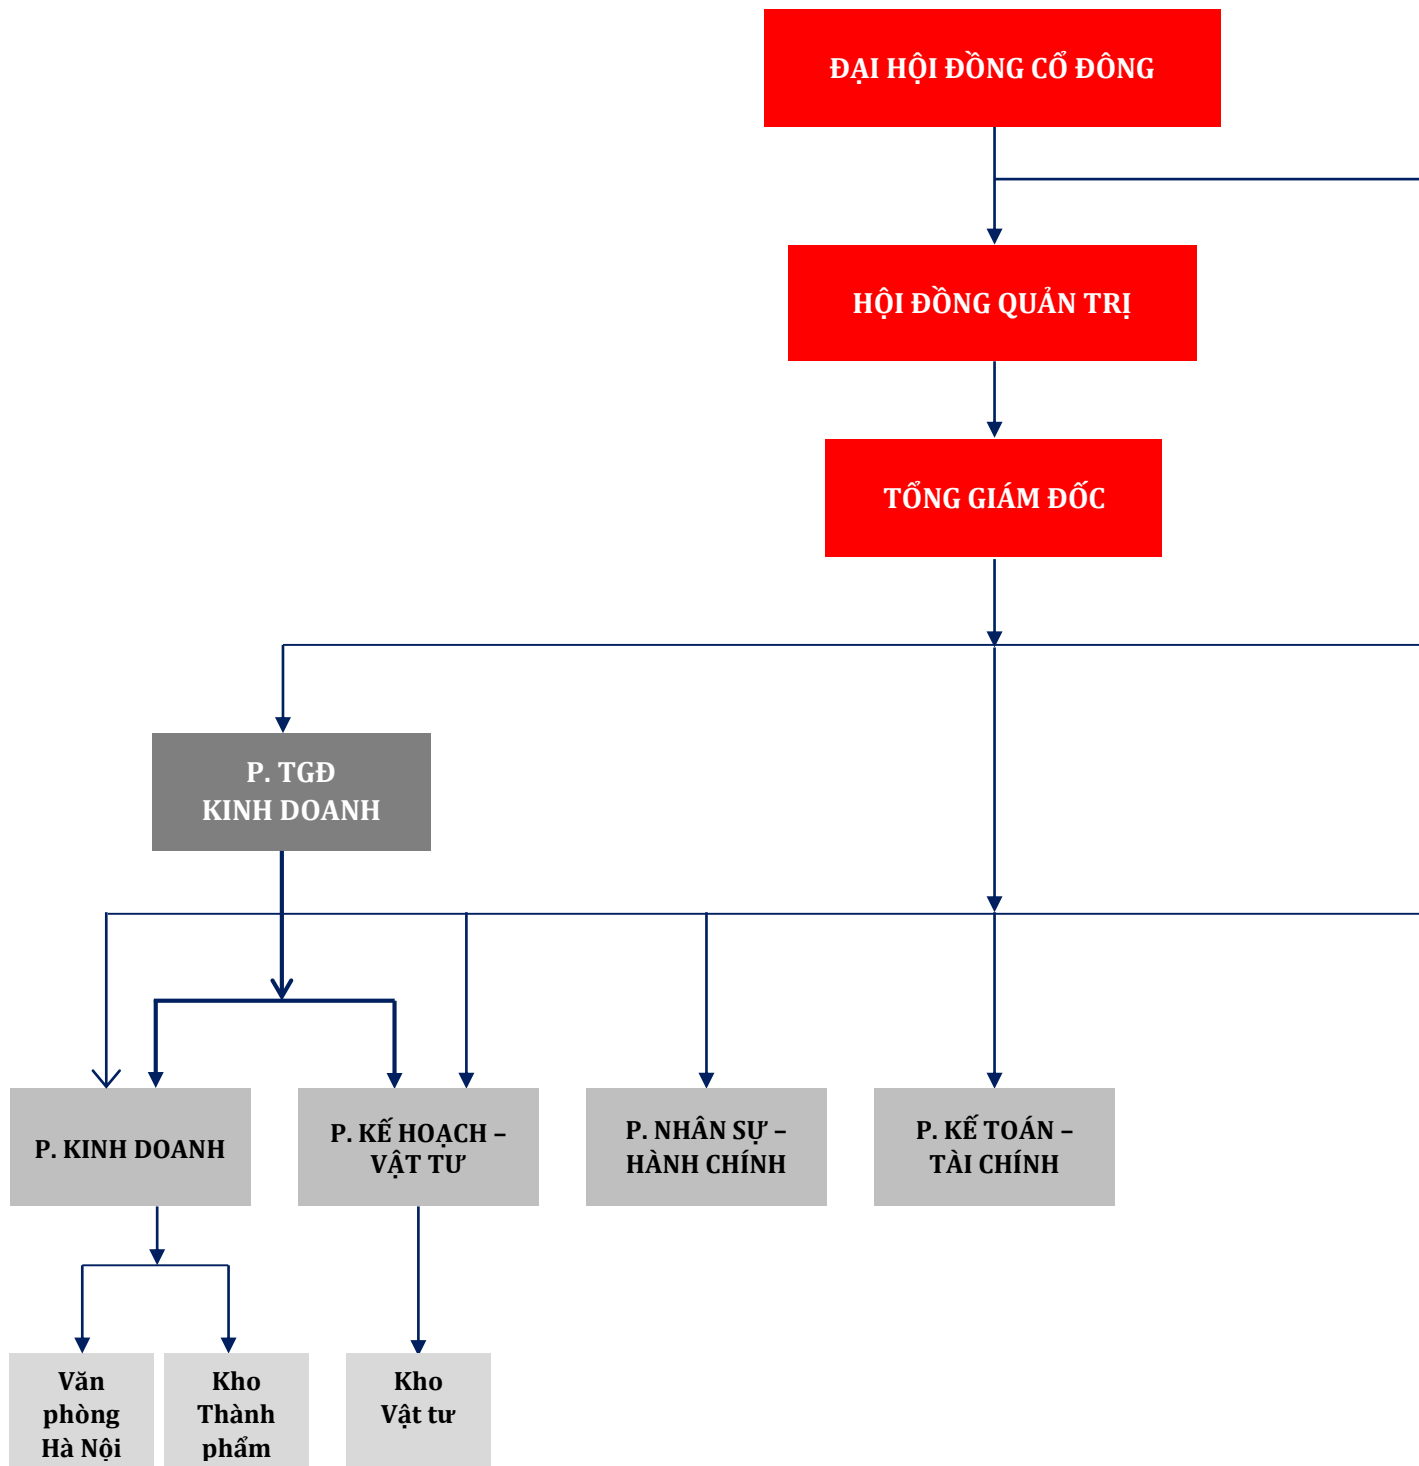 ĐẠI HỘI ĐỒNG CỔ ĐÔNG
HỘI ĐỒNG QUẢN TRỊ
TỔNG GIÁM ĐỐC
P. TGĐ
KINH DOANH
P. KINH DOANH
P. KẾ HOẠCH –
VẬT TƯ
P. NHÂN SỰ –
HÀNH CHÍNH
P. KẾ TOÁN –
TÀI CHÍNH
Văn
phòng
Hà Nội
Kho
Thành
phẩm
Kho
Vật tư